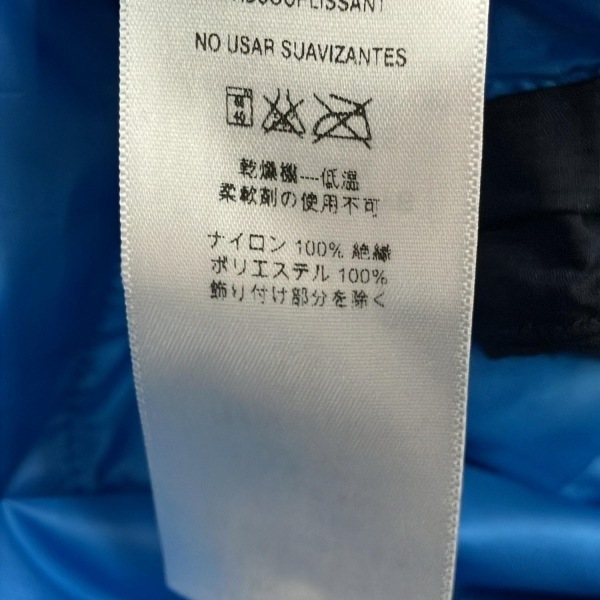 NO USAR SUAVIZANTES
乾燥機----低温
柔軟剤の使用不可
ナイロン 100% 絶縁
ポリエステル 100%
飾り付け部分を除く